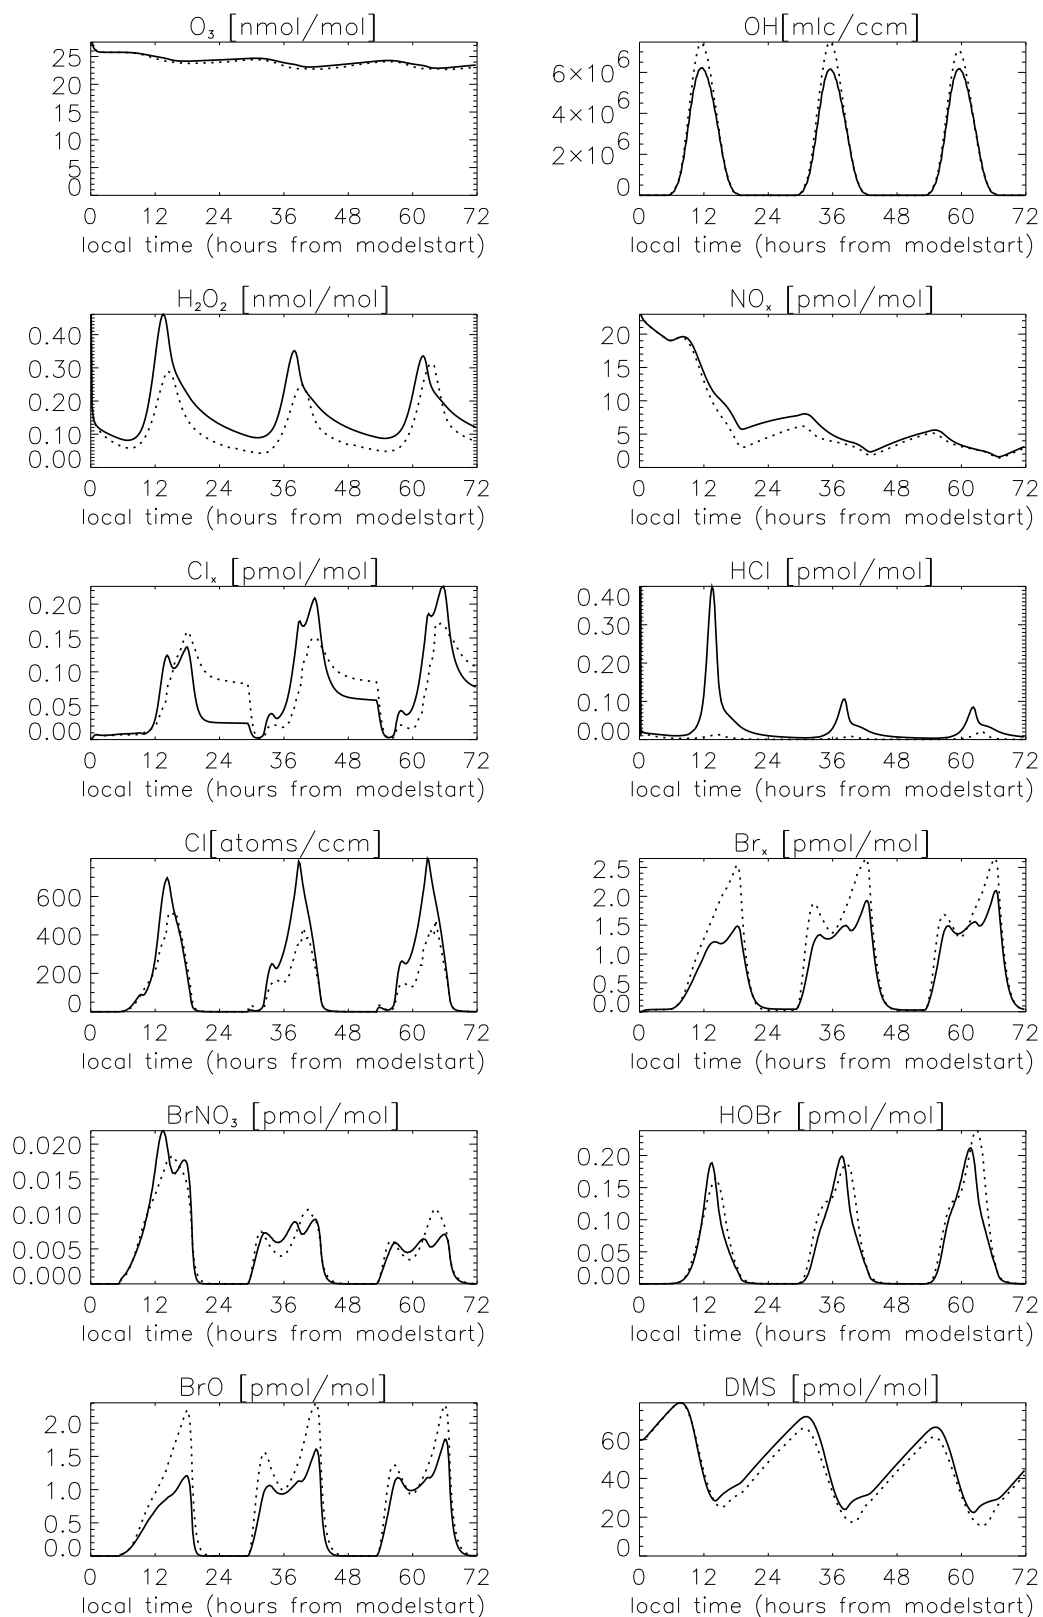 O₃ [nmol/mol]
25
20
15
10
5
0
0 12 24 36 48 60 72
local time (hours from modelstart)
OH[mlc/ccm]
6×10⁶
4×10⁶
2×10⁶
0
0 12 24 36 48 60 72
local time (hours from modelstart)
H₂O₂ [nmol/mol]
0.40
0.30
0.20
0.10
0.00
0 12 24 36 48 60 72
local time (hours from modelstart)
NOₓ [pmol/mol]
20
15
10
5
0
0 12 24 36 48 60 72
local time (hours from modelstart)
Clₓ [pmol/mol]
0.20
0.15
0.10
0.05
0.00
0 12 24 36 48 60 72
local time (hours from modelstart)
HCl [pmol/mol]
0.40
0.30
0.20
0.10
0.00
0 12 24 36 48 60 72
local time (hours from modelstart)
Cl[atoms/ccm]
600
400
200
0
0 12 24 36 48 60 72
local time (hours from modelstart)
Brₓ [pmol/mol]
2.5
2.0
1.5
1.0
0.5
0.0
0 12 24 36 48 60 72
local time (hours from modelstart)
BrNO₃ [pmol/mol]
0.020
0.015
0.010
0.005
0.000
0 12 24 36 48 60 72
local time (hours from modelstart)
HOBr [pmol/mol]
0.20
0.15
0.10
0.05
0.00
0 12 24 36 48 60 72
local time (hours from modelstart)
BrO [pmol/mol]
2.0
1.5
1.0
0.5
0.0
0 12 24 36 48 60 72
local time (hours from modelstart)
DMS [pmol/mol]
60
40
20
0
0 12 24 36 48 60 72
local time (hours from modelstart)